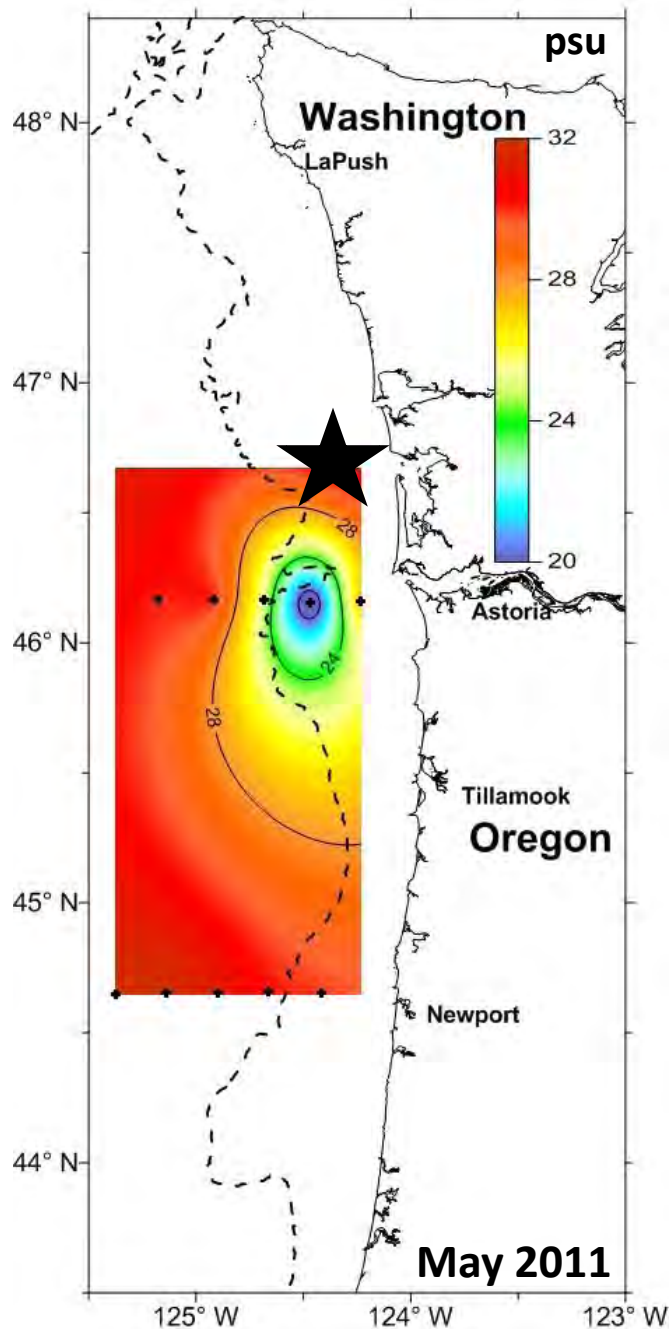 psu
48° N
Washington
32
LaPush
28
47° N
24
28
20
46° N
Astoria
24
28
Tillamook
Oregon
45° N
Newport
44° N
May 2011
125° W
124° W
123° W